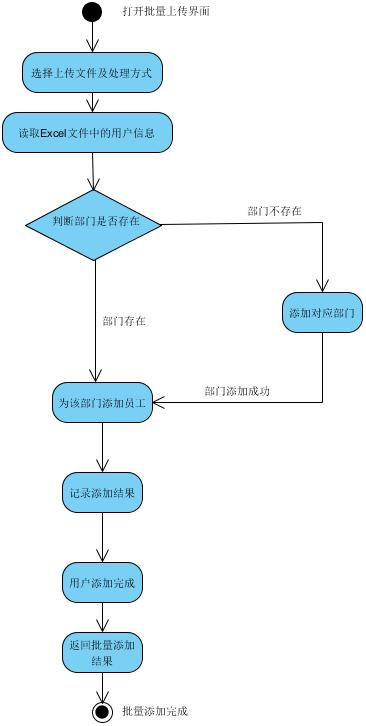 打开批量上传界面
选择上传文件及处理方式
读取Excel文件中的用户信息
判断部门是否存在
部门不存在
添加对应部门
部门存在
部门添加成功
为该部门添加员工
记录添加结果
用户添加完成
返回批量添加
结果
批量添加完成